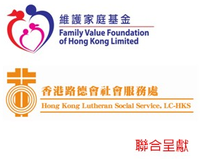 維護家庭基金
Family Value Foundation
of Hong Kong Limited
香港路德會社會服務處
Hong Kong Lutheran Social Service, LC-HKS
聯合呈獻